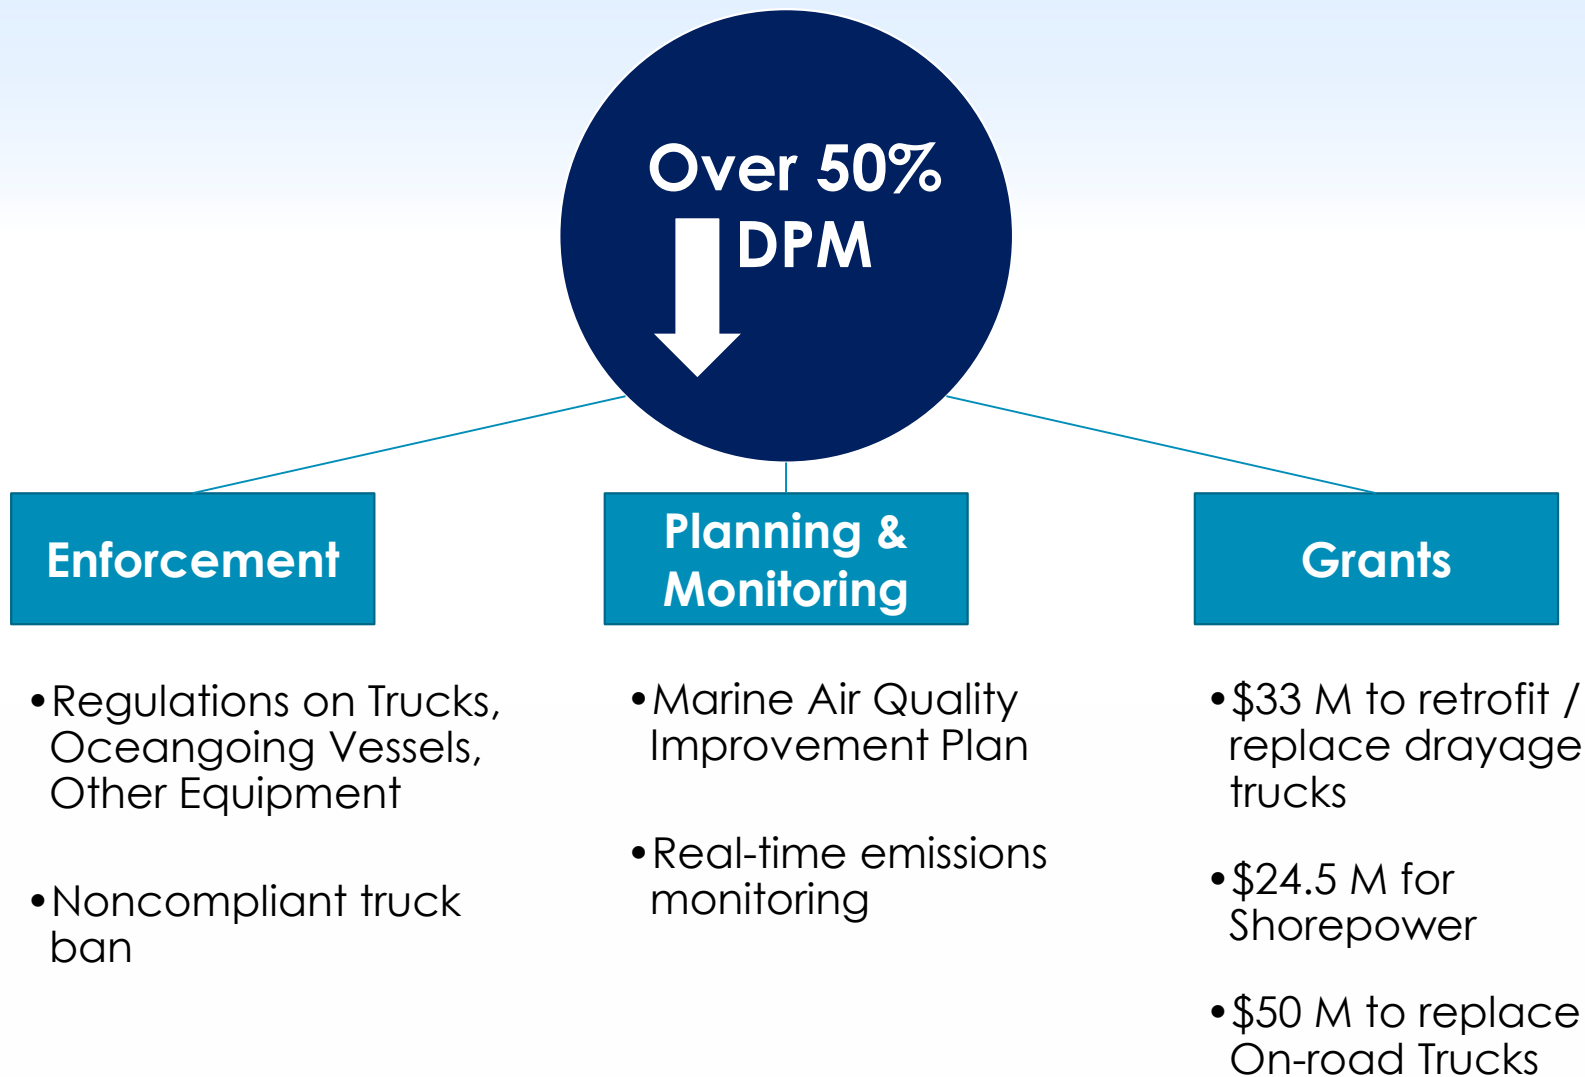 Over 50%
DPM
Enforcement
•Regulations on Trucks,
Oceangoing Vessels,
Other Equipment
•Noncompliant truck
ban
Planning &
Monitoring
•Marine Air Quality
Improvement Plan
•Real-time emissions
monitoring
Grants
•$33 M to retrofit /
replace drayage
trucks
•$24.5 M for
Shorepower
•$50 M to replace
On-road Trucks